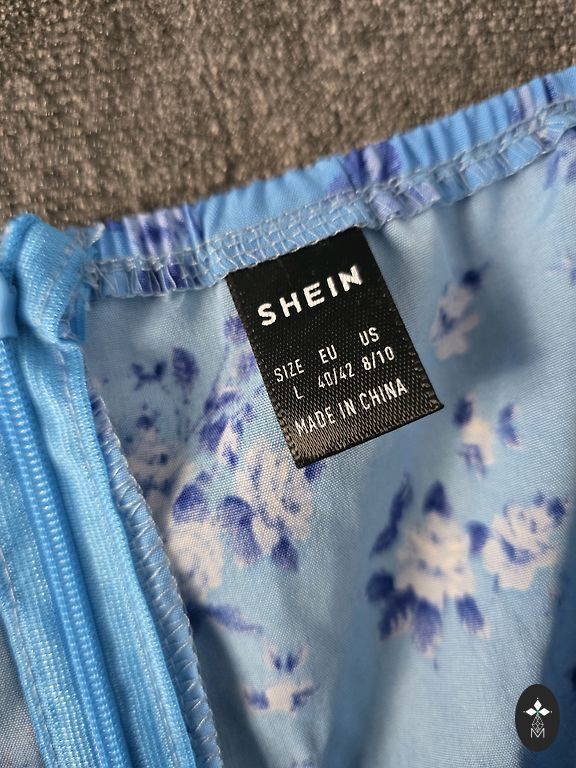 SHEIN
SIZE EU US
L 40/42 8/10
MADE IN CHINA
M